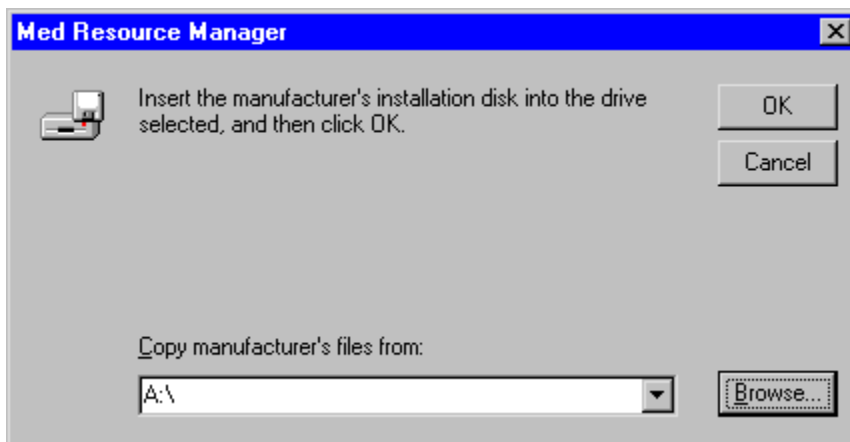 Med Resource Manager
Insert the manufacturer's installation disk into the drive
selected, and then click OK.
OK
Cancel
Copy manufacturer's files from:
A:\
Browse...